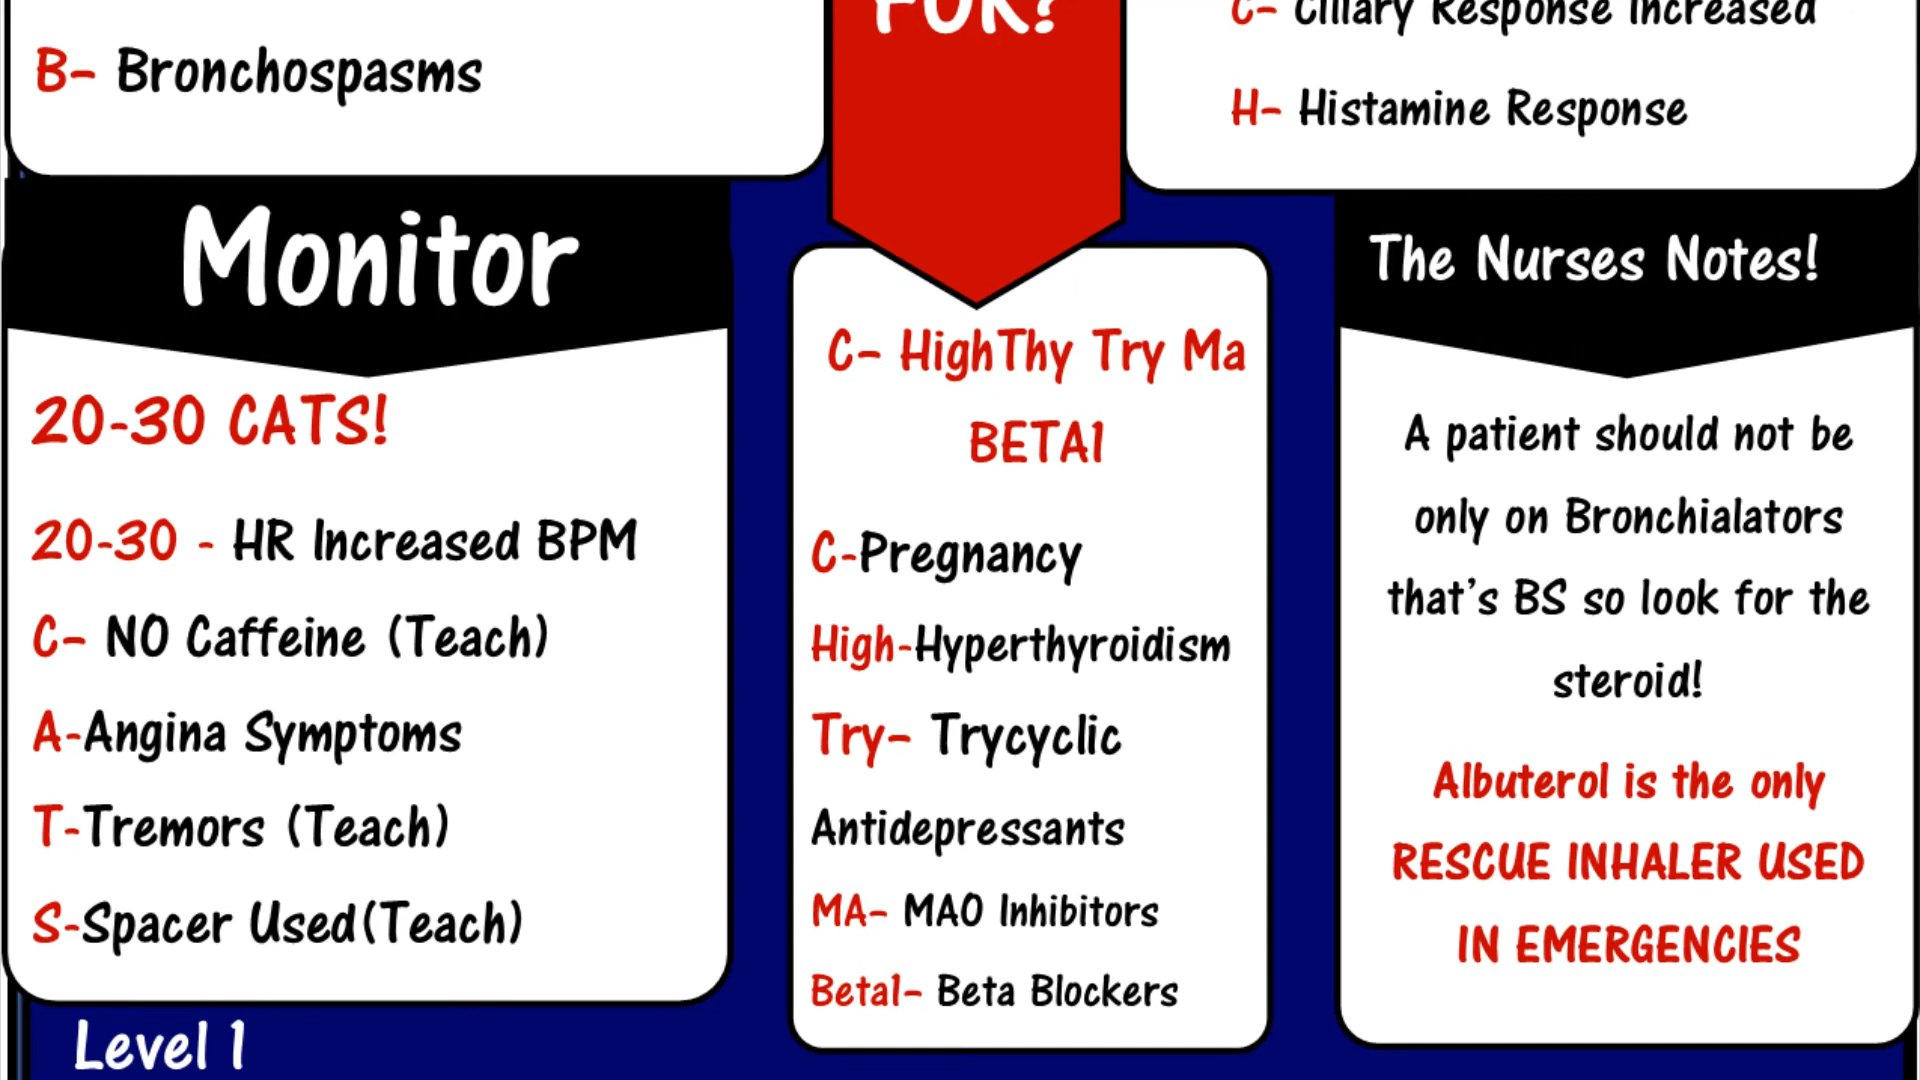 B- Bronchospasms
FOR?
C- Ciliary Response Increased
H- Histamine Response
Monitor
20-30 CATS!
20-30 - HR Increased BPM
C- NO Caffeine (Teach)
A-Angina Symptoms
T-Tremors (Teach)
S-Spacer Used(Teach)
Level 1
C- HighThy Try Ma
BETA1
C-Pregnancy
High-Hyperthyroidism
Try- Trycyclic
Antidepressants
MA- MAO Inhibitors
Beta1- Beta Blockers
The Nurses Notes!
A patient should not be
only on Bronchialators
that's BS so look for the
steroid!
Albuterol is the only
RESCUE INHALER USED
IN EMERGENCIES